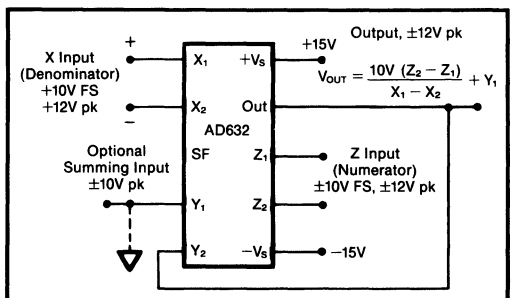 +
X Input
(Denominator)
+10V FS
+12V pk
−
Optional
Summing Input
±10V pk
X₁
X₂
SF
Y₁
Y₂
AD632
+Vs
Out
Z₁
Z₂
−Vs
+15V
Output, ±12V pk
V_OUT = 10V (Z₂ − Z₁) / X₁ − X₂ + Y₁
Z Input
(Numerator)
±10V FS, ±12V pk
−15V